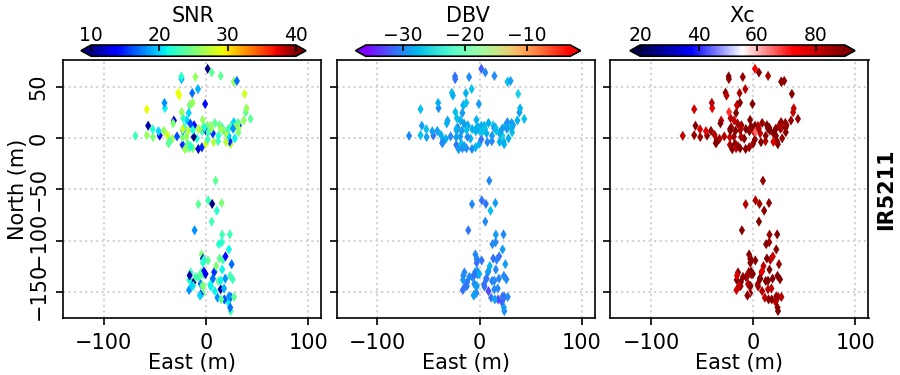 SNR DBV Xc
10 20 30 40 −30 −20 −10 20 40 60 80
50
0
−50
−100
−150
North (m)
−100 0 100 −100 0 100 −100 0 100
East (m) East (m) East (m)
IR5211